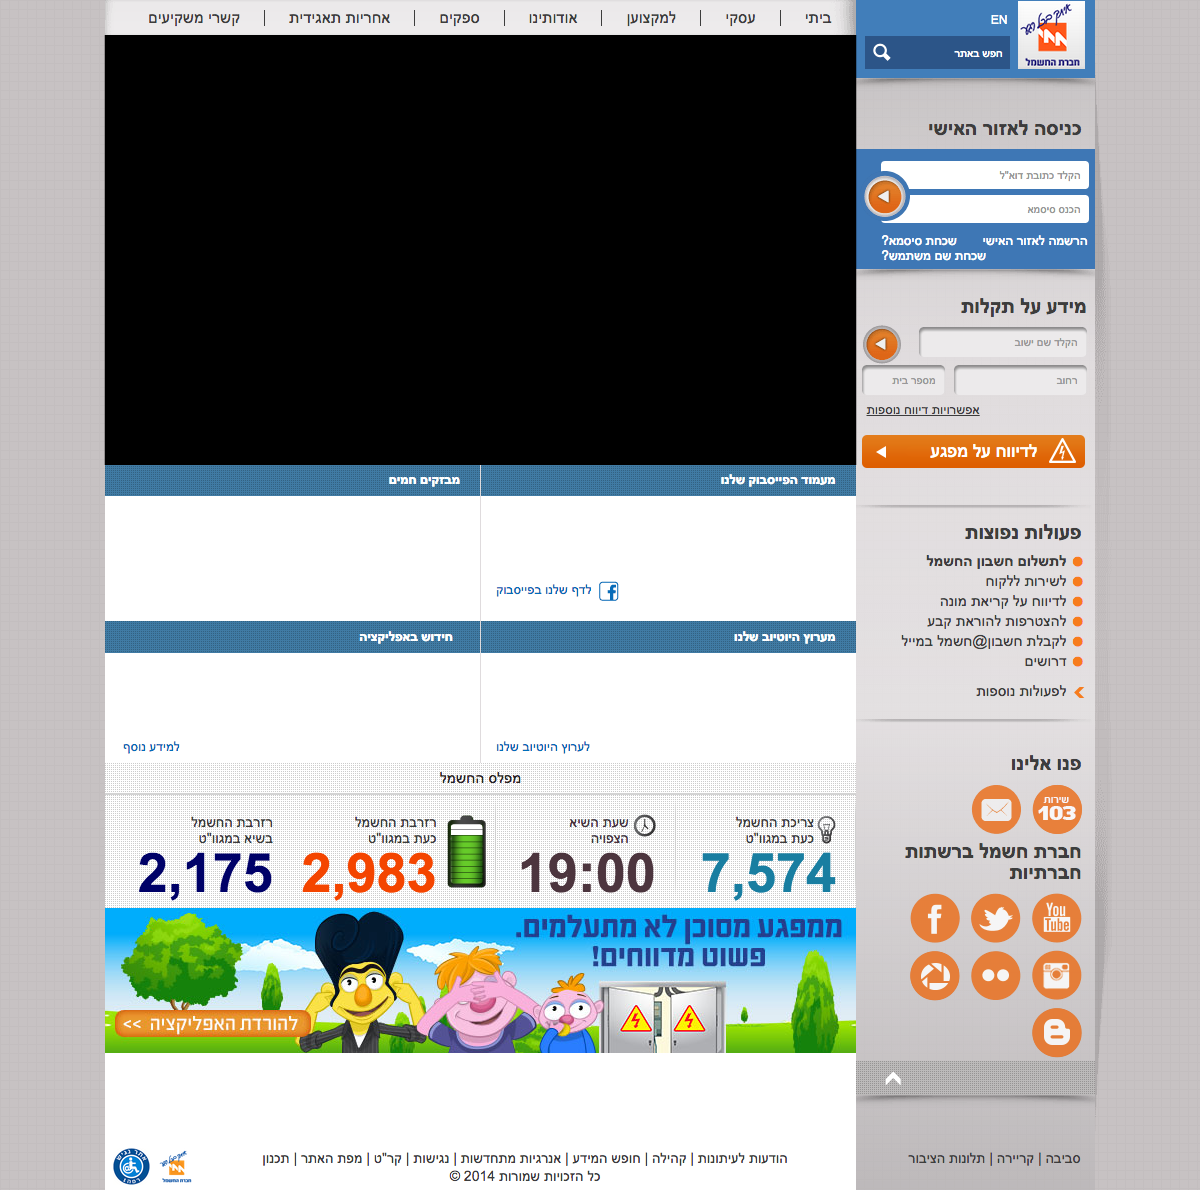 ביתי
עסקי
למקצוען
אודותינו
ספקים
אחריות תאגידית
קשרי משקיעים
EN
חפש באתר
חברת החשמל
כניסה לאזור האישי
הקלד כתובת דוא"ל
הכנס סיסמא
הרשמה לאזור האישי
שכחת סיסמא?
שכחת שם משתמש?
מידע על תקלות
הקלד שם ישוב
רחוב
מספר בית
אפשרויות דיווח נוספות
לדיווח על מפגע
פעולות נפוצות
לתשלום חשבון החשמל
לשירות ללקוח
לדיווח על קריאת מונה
להצטרפות להוראת קבע
לקבלת חשבון@חשמל במייל
דרושים
לפעולות נוספות
פנו אלינו
שירות
103
חברת חשמל ברשתות
חברתיות
You
Tube
מעמוד הפייסבוק שלנו
מבזקים חמים
לדף שלנו בפייסבוק
מערוץ היוטיוב שלנו
חידוש באפליקציה
לערוץ היוטיוב שלנו
למידע נוסף
מפלס החשמל
צריכת החשמל
כעת במגוו"ט
7,574
שעת השיא
הצפויה
19:00
רזרבת החשמל
כעת במגוו"ט
2,983
רזרבת החשמל
בשיא במגוו"ט
2,175
ממפגע מסוכן לא מתעלמים.
פשוט מדווחים!
להורדת האפליקציה >>
סביבה | קריירה | תלונות הציבור
הודעות לעיתונות | קהילה | חופש המידע | אנרגיות מתחדשות | נגישות | קר"ט | מפת האתר | תכנון
כל הזכויות שמורות 2014 ©
חברת החשמל